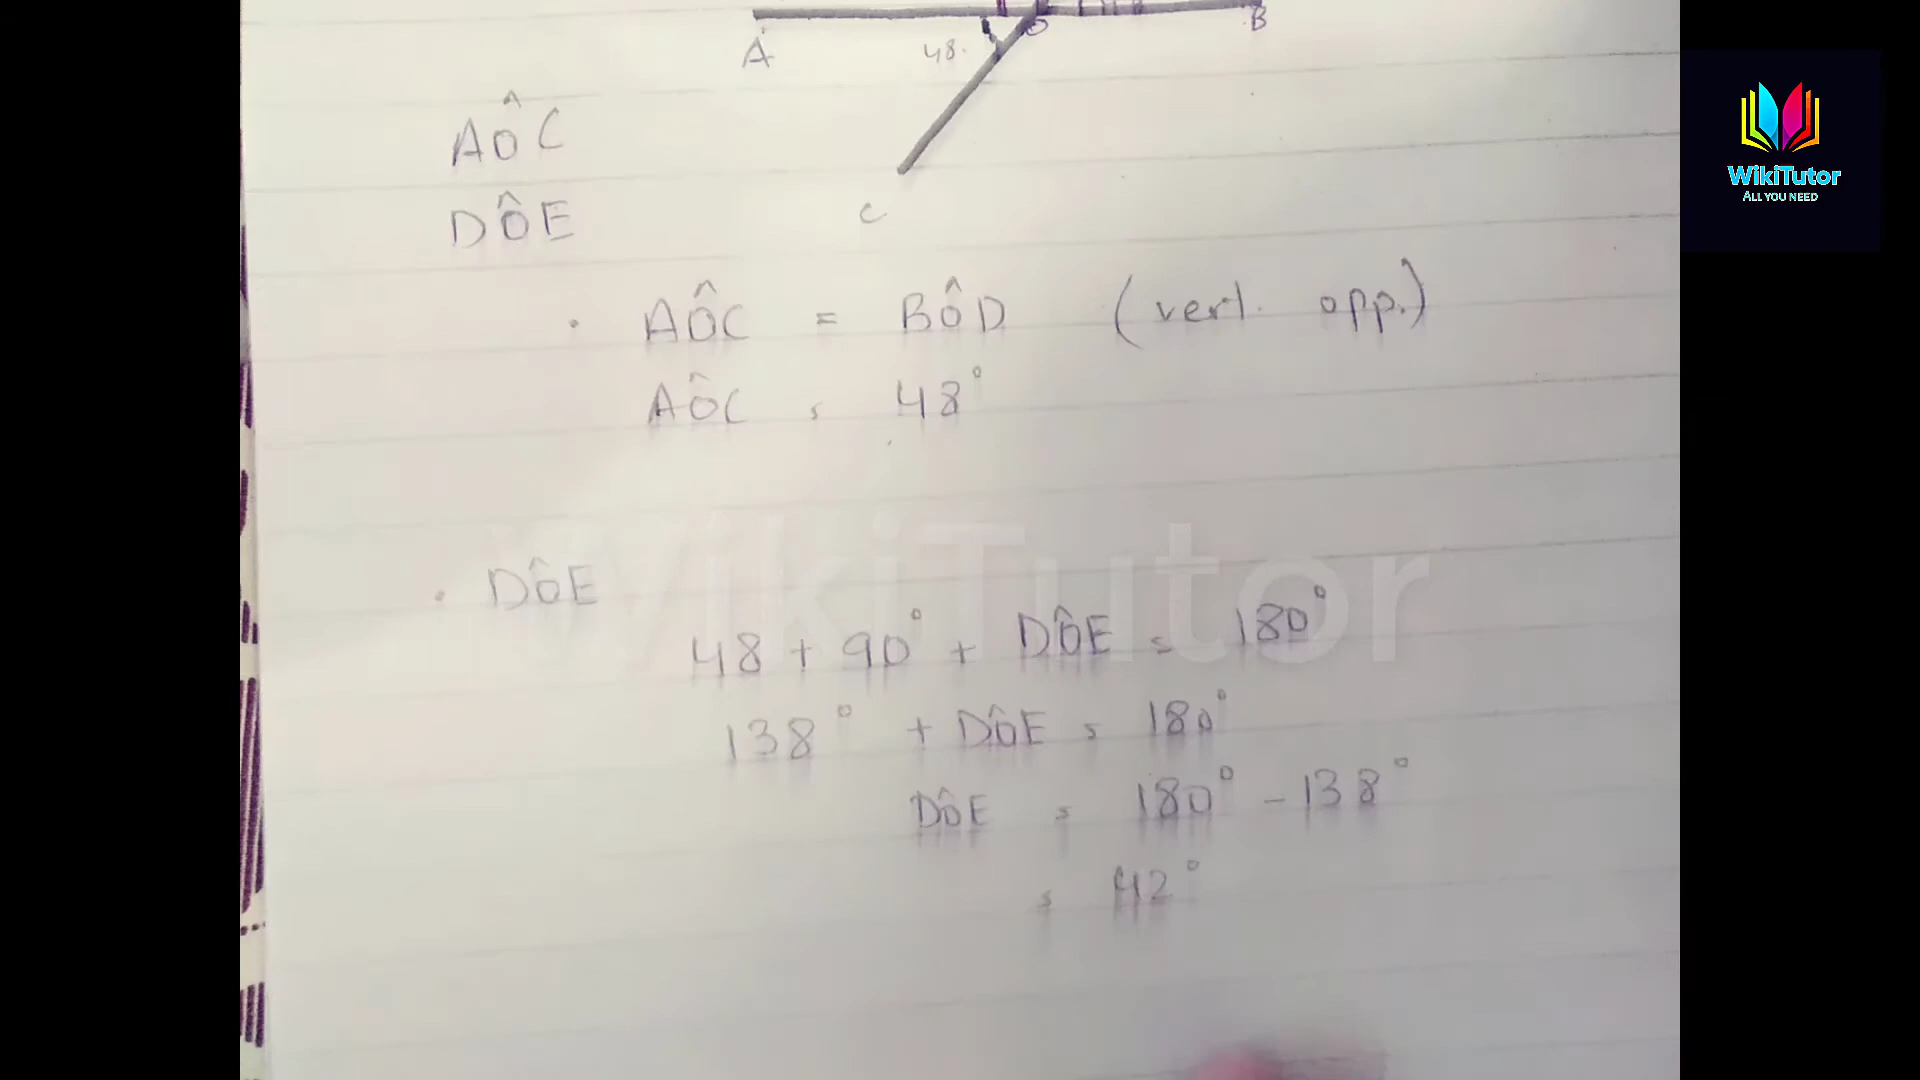 A 48. O B
C
AÔC
DÔE
· AÔC = BÔD (vert. opp.)
AÔC = 48°
· DÔE
48 + 90° + DÔE = 180°
138° + DÔE = 180°
DÔE = 180° - 138°
= 42°
WikiTutor
ALL YOU NEED
WikiTutor